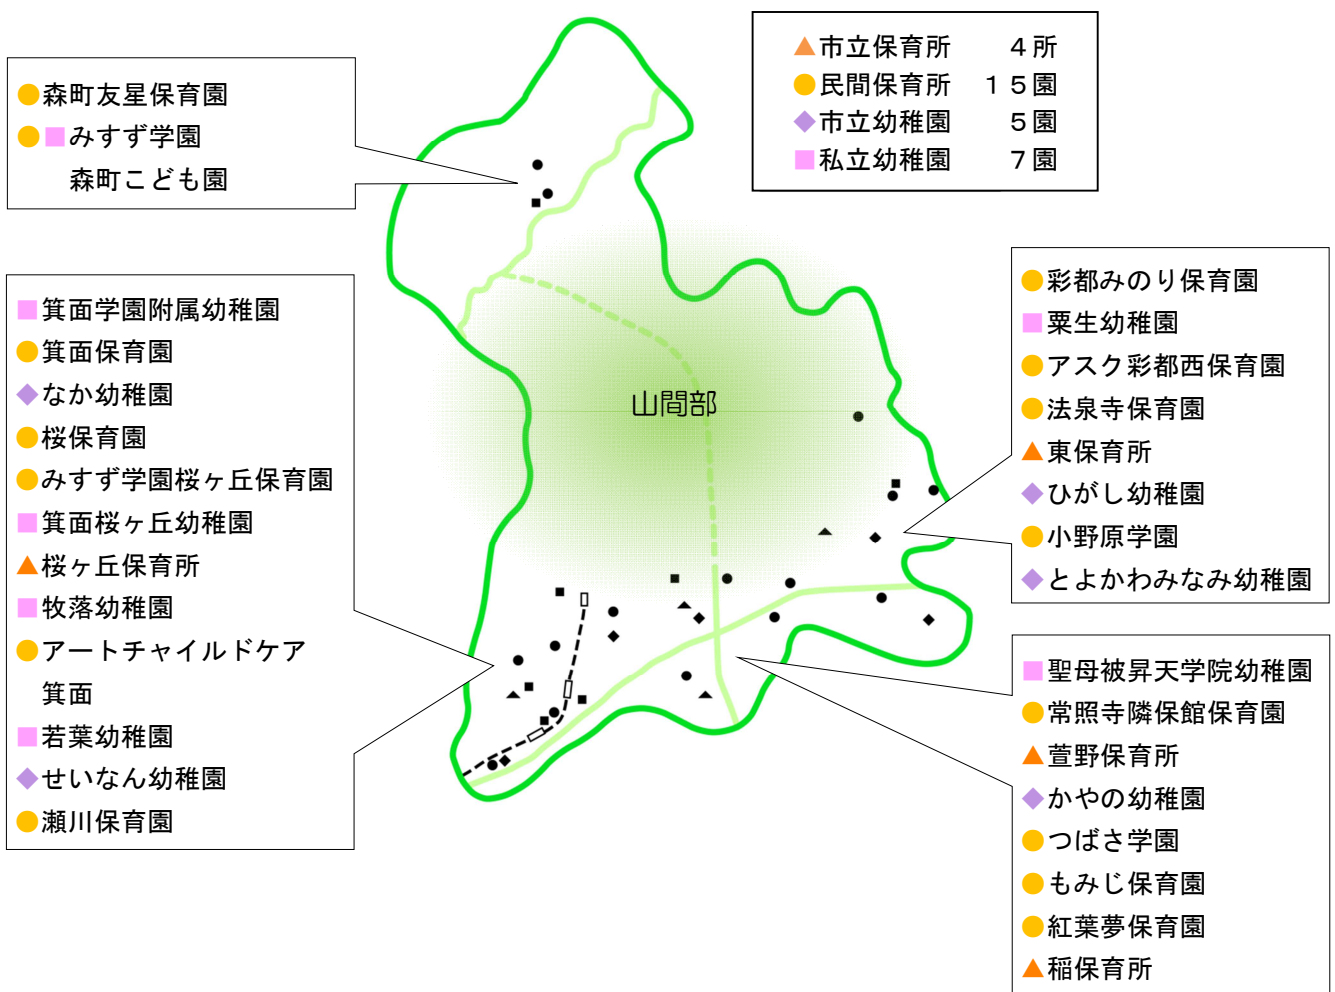 ▲市立保育所 ４所
●民間保育所 １５園
◆市立幼稚園 ５園
■私立幼稚園 ７園
●森町友星保育園
●■みすず学園
森町こども園
■箕面学園附属幼稚園
●箕面保育園
◆なか幼稚園
●桜保育園
●みすず学園桜ヶ丘保育園
■箕面桜ヶ丘幼稚園
▲桜ヶ丘保育所
■牧落幼稚園
●アートチャイルドケア
箕面
■若葉幼稚園
◆せいなん幼稚園
●瀬川保育園
山間部
●彩都みのり保育園
■粟生幼稚園
●アスク彩都西保育園
●法泉寺保育園
▲東保育所
◆ひがし幼稚園
●小野原学園
◆とよかわみなみ幼稚園
■聖母被昇天学院幼稚園
●常照寺隣保館保育園
▲萱野保育所
◆かやの幼稚園
●つばさ学園
●もみじ保育園
●紅葉夢保育園
▲稲保育所